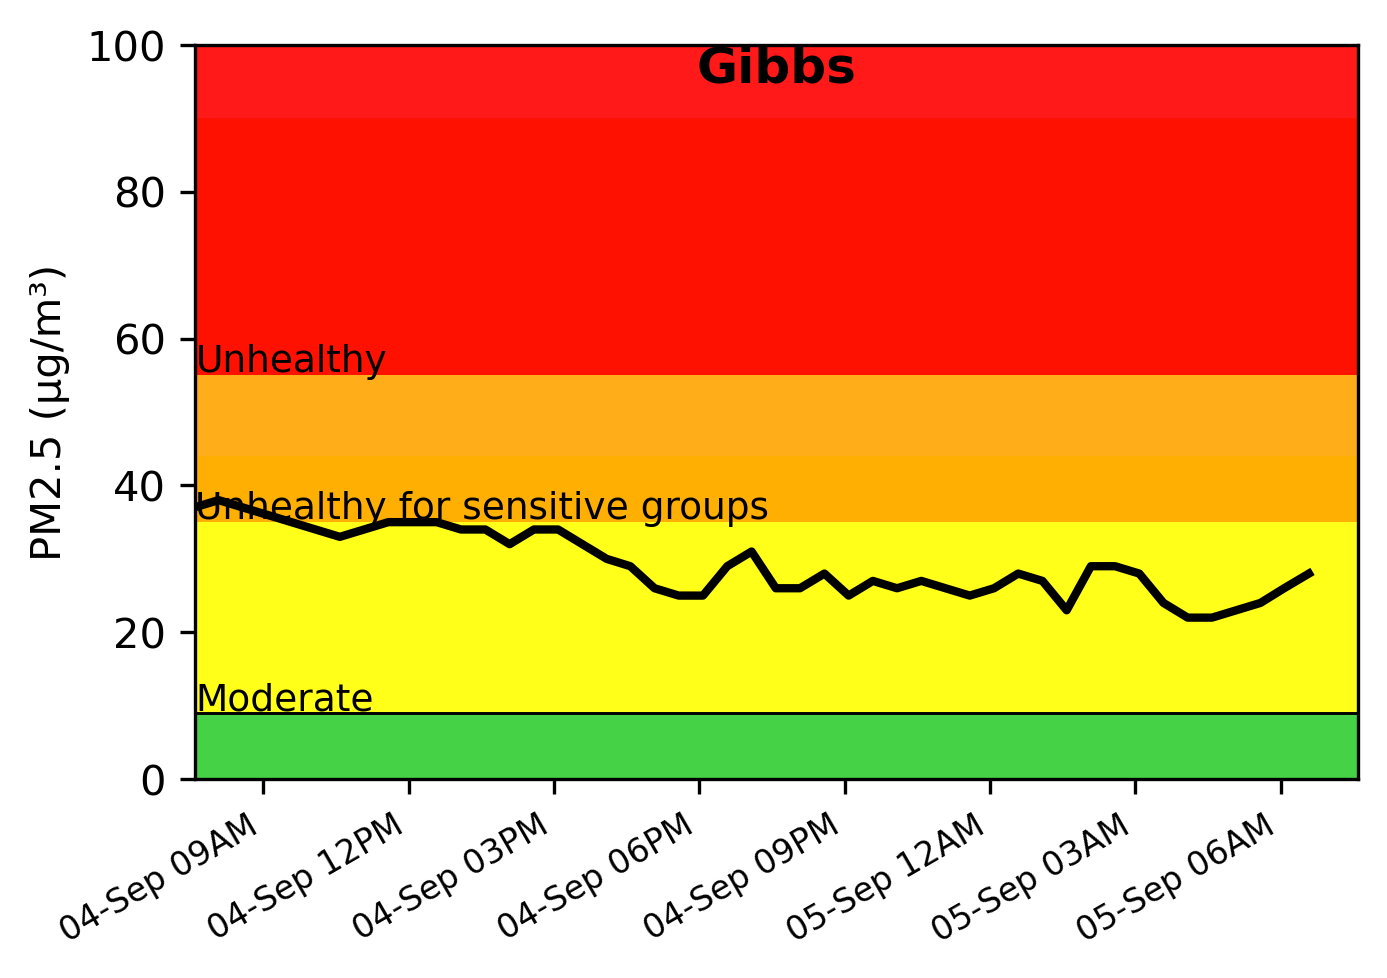 Gibbs
PM2.5 (µg/m³)
100
80
60
40
20
0
Unhealthy
Unhealthy for sensitive groups
Moderate
04-Sep 09AM
04-Sep 12PM
04-Sep 03PM
04-Sep 06PM
04-Sep 09PM
05-Sep 12AM
05-Sep 03AM
05-Sep 06AM